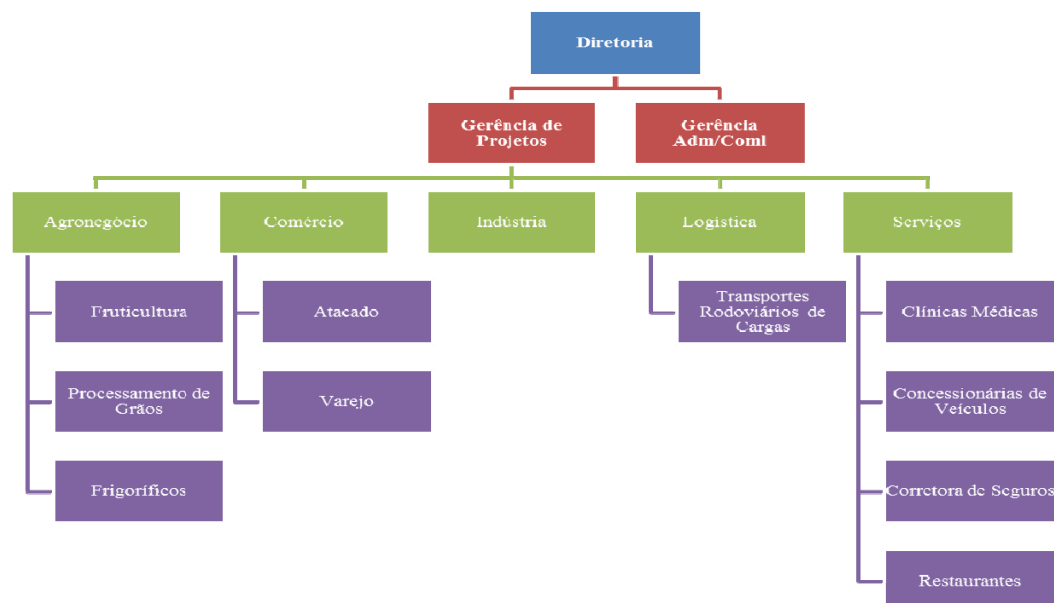 Diretoria
Gerência de
Projetos
Gerência
Adm/Coml
Agronegócio
Comércio
Indústria
Logística
Serviços
Fruticultura
Processamento de
Grãos
Frigoríficos
Atacado
Varejo
Transportes
Rodoviários de
Cargas
Clínicas Médicas
Concessionárias de
Veículos
Corretora de Seguros
Restaurantes